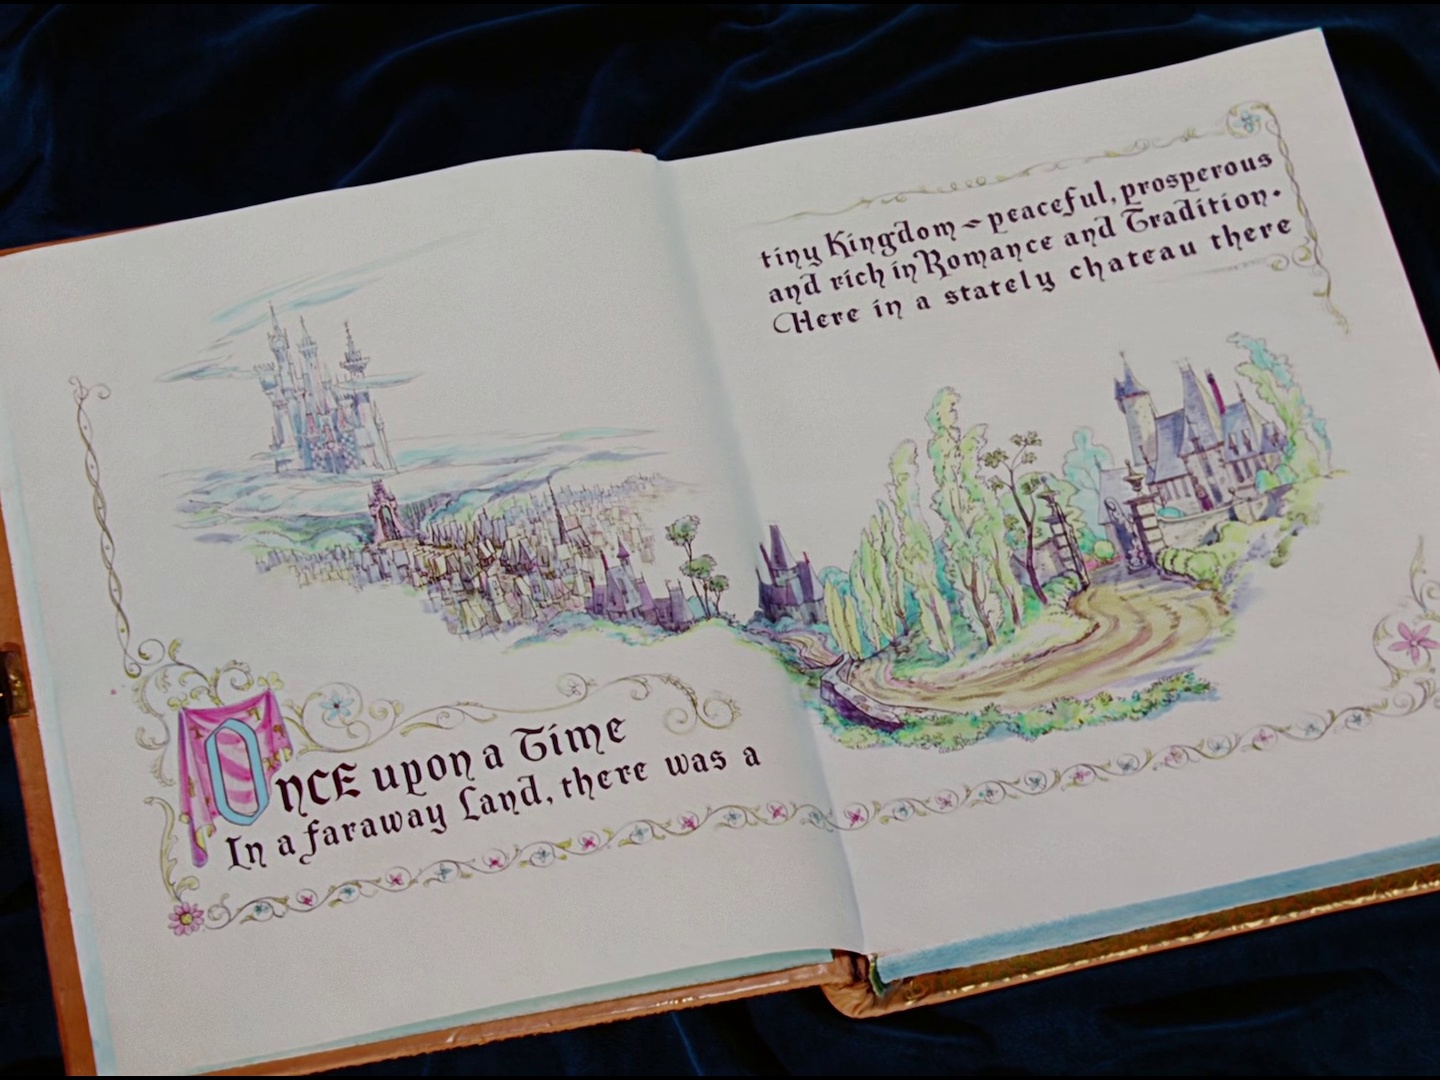 ONCE upon a Time
In a faraway Land, there was a
tiny Kingdom - peaceful, prosperous
and rich in Romance and Tradition.
Here in a stately chateau there